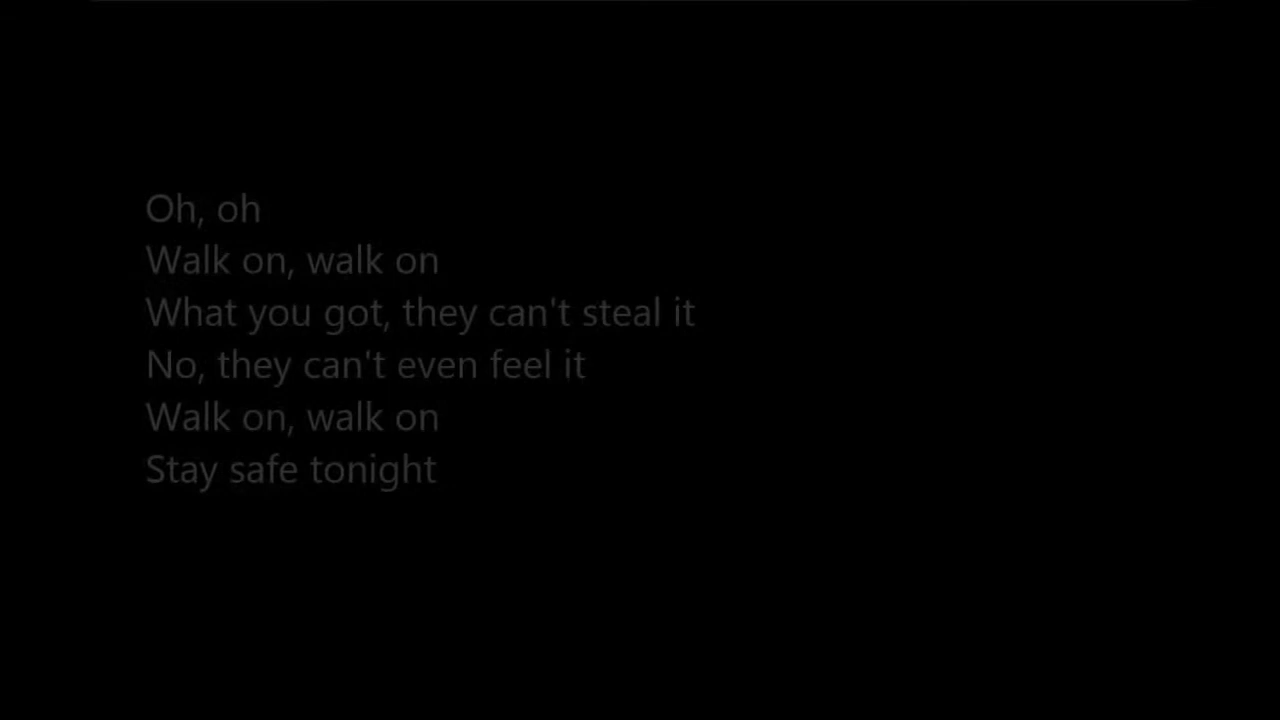 Oh, oh
Walk on, walk on
What you got, they can't steal it
No, they can't even feel it
Walk on, walk on
Stay safe tonight